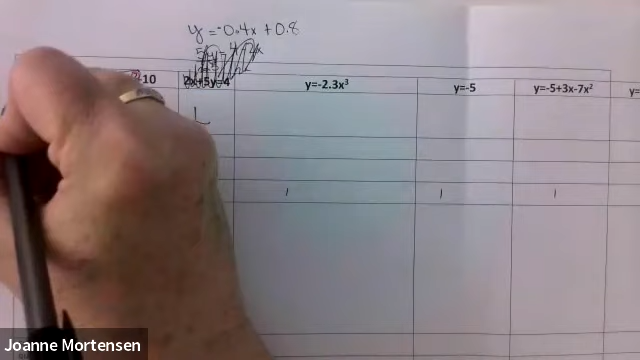 y = -0.4x + 0.8
-10
2x+5y=4
y=-2.3x³
y=-5
y=-5+3x-7x²
y=
L
1
1
1
Joanne Mortensen